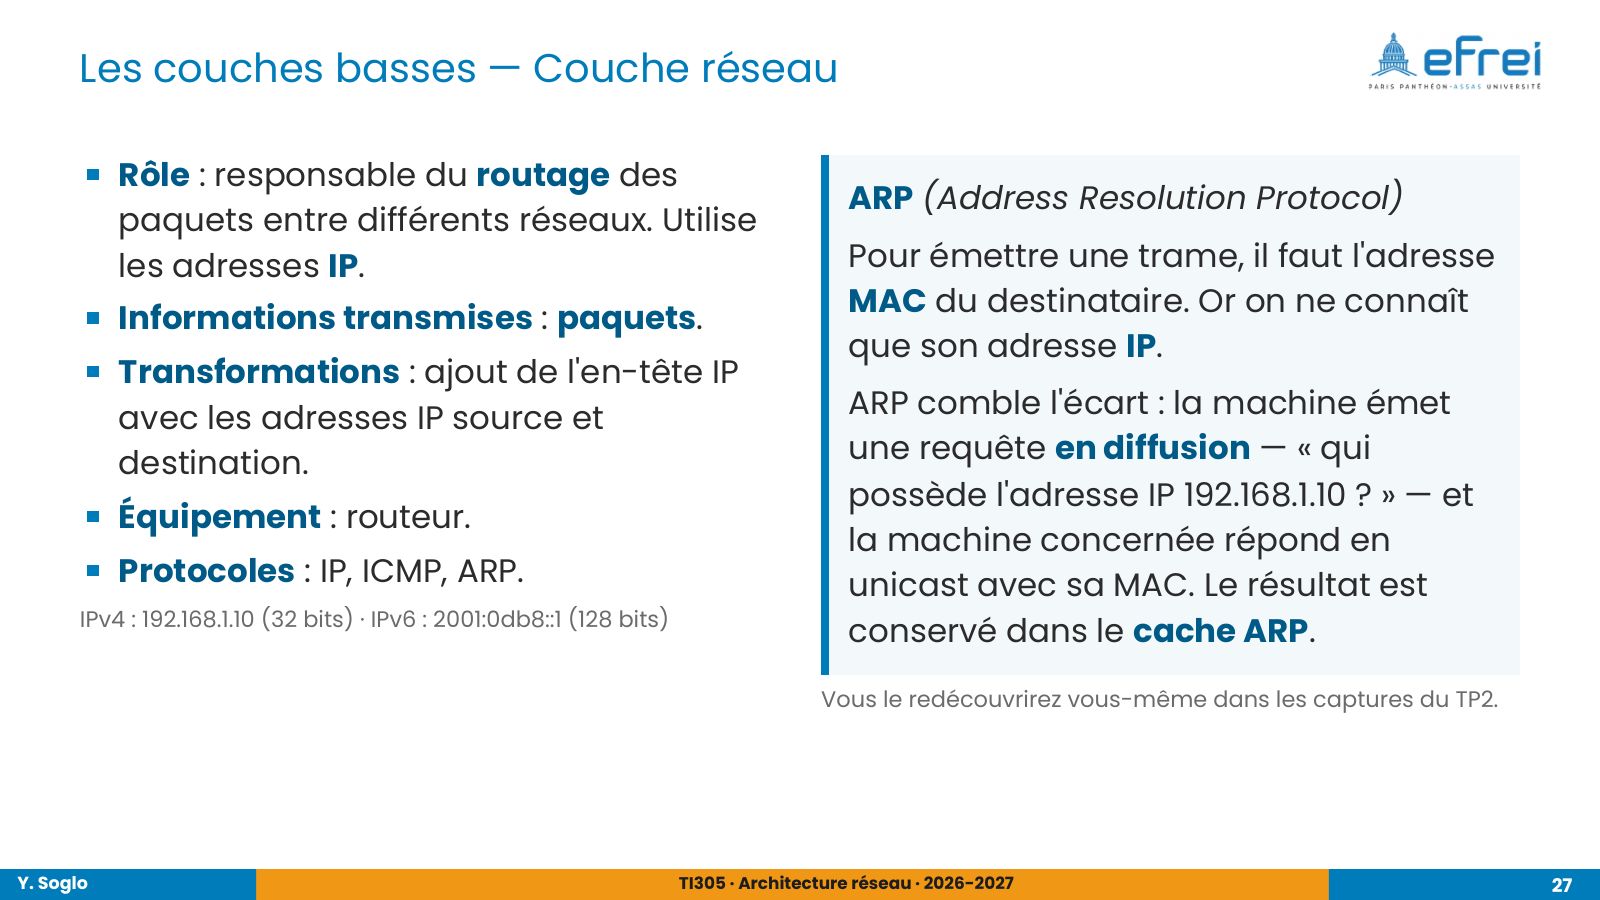 Les couches basses — Couche réseau
efrei
PARIS PANTHÉON-ASSAS UNIVERSITÉ
Rôle : responsable du routage des
paquets entre différents réseaux. Utilise
les adresses IP.
Informations transmises : paquets.
Transformations : ajout de l'en-tête IP
avec les adresses IP source et
destination.
Équipement : routeur.
Protocoles : IP, ICMP, ARP.
IPv4 : 192.168.1.10 (32 bits) · IPv6 : 2001:0db8::1 (128 bits)
ARP (Address Resolution Protocol)
Pour émettre une trame, il faut l'adresse
MAC du destinataire. Or on ne connaît
que son adresse IP.
ARP comble l'écart : la machine émet
une requête en diffusion — « qui
possède l'adresse IP 192.168.1.10 ? » — et
la machine concernée répond en
unicast avec sa MAC. Le résultat est
conservé dans le cache ARP.
Vous le redécouvrirez vous-même dans les captures du TP2.
Y. Soglo
TI305 · Architecture réseau · 2026-2027
27